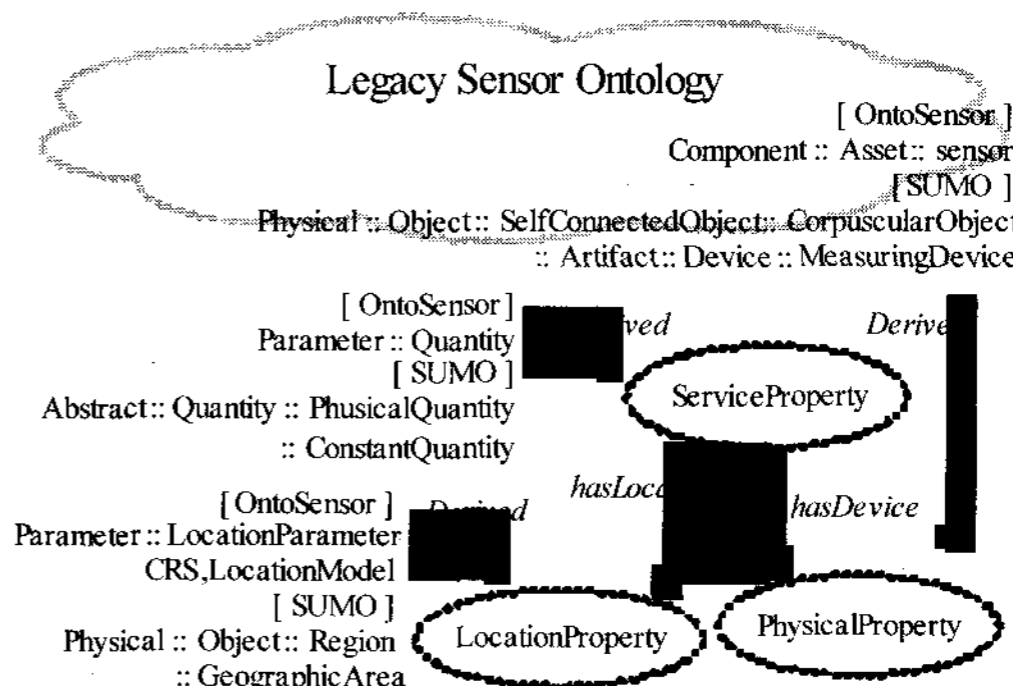 Legacy Sensor Ontology
[ OntoSensor ]
Component :: Asset:: sensor
[SUMO ]
Physical :: Object:: SelfConnectedObject:: CorpuscularObject
:: Artifact:: Device :: MeasuringDevice
[ OntoSensor ]
Parameter :: Quantity
[ SUMO ]
Abstract:: Quantity :: PhusicalQuantity
:: ConstantQuantity
ServiceProperty
hasDevice
[ OntoSensor ]
Parameter :: LocationParameter
CRS,LocationModel
[ SUMO ]
Physical :: Object:: Region
:: GeographicArea
LocationProperty
PhysicalProperty